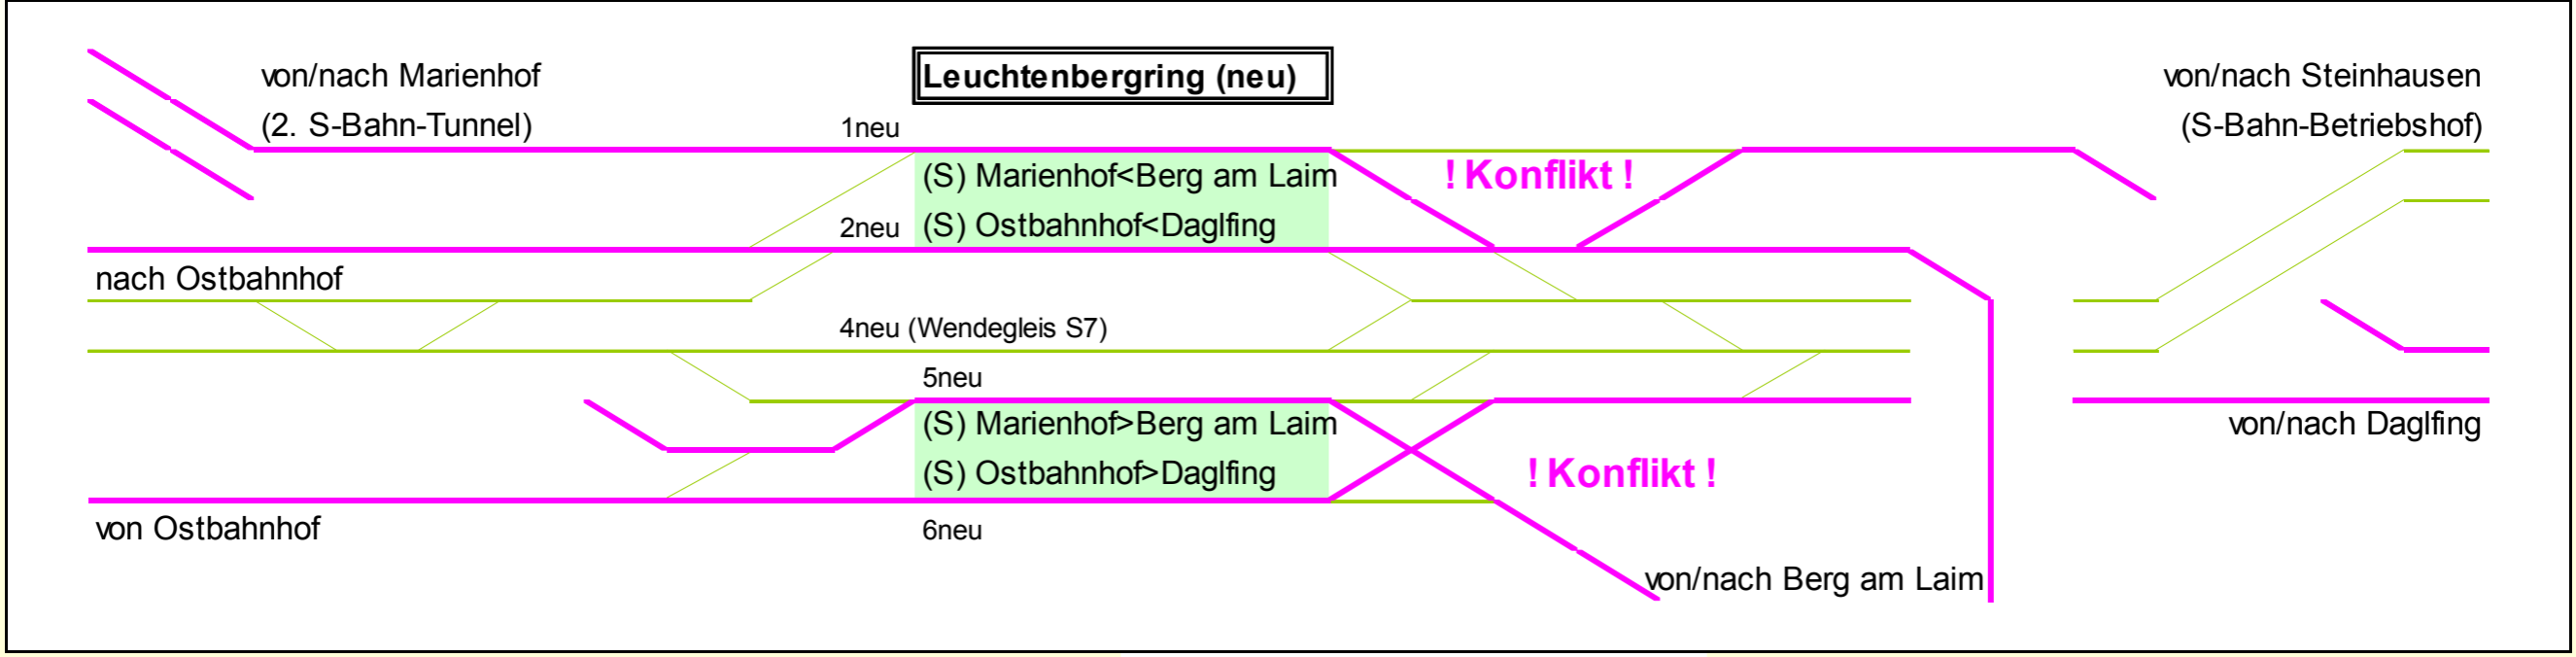 von/nach Marienhof
(2. S-Bahn-Tunnel)
Leuchtenbergring (neu)
von/nach Steinhausen
(S-Bahn-Betriebshof)
1neu
(S) Marienhof<Berg am Laim
! Konflikt !
2neu
(S) Ostbahnhof<Daglfing
nach Ostbahnhof
4neu (Wendegleis S7)
5neu
(S) Marienhof>Berg am Laim
von/nach Daglfing
(S) Ostbahnhof>Daglfing
! Konflikt !
von Ostbahnhof
6neu
von/nach Berg am Laim